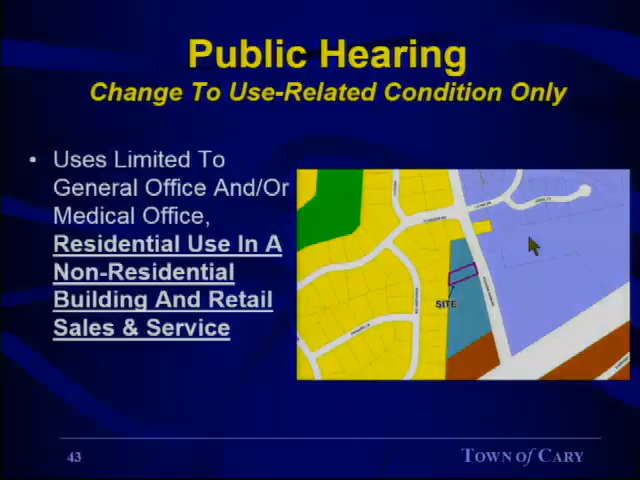 Public Hearing
Change To Use-Related Condition Only
• Uses Limited To
General Office And/Or
Medical Office,
Residential Use In A
Non-Residential
Building And Retail
Sales & Service
SITE
43
TOWN of CARY